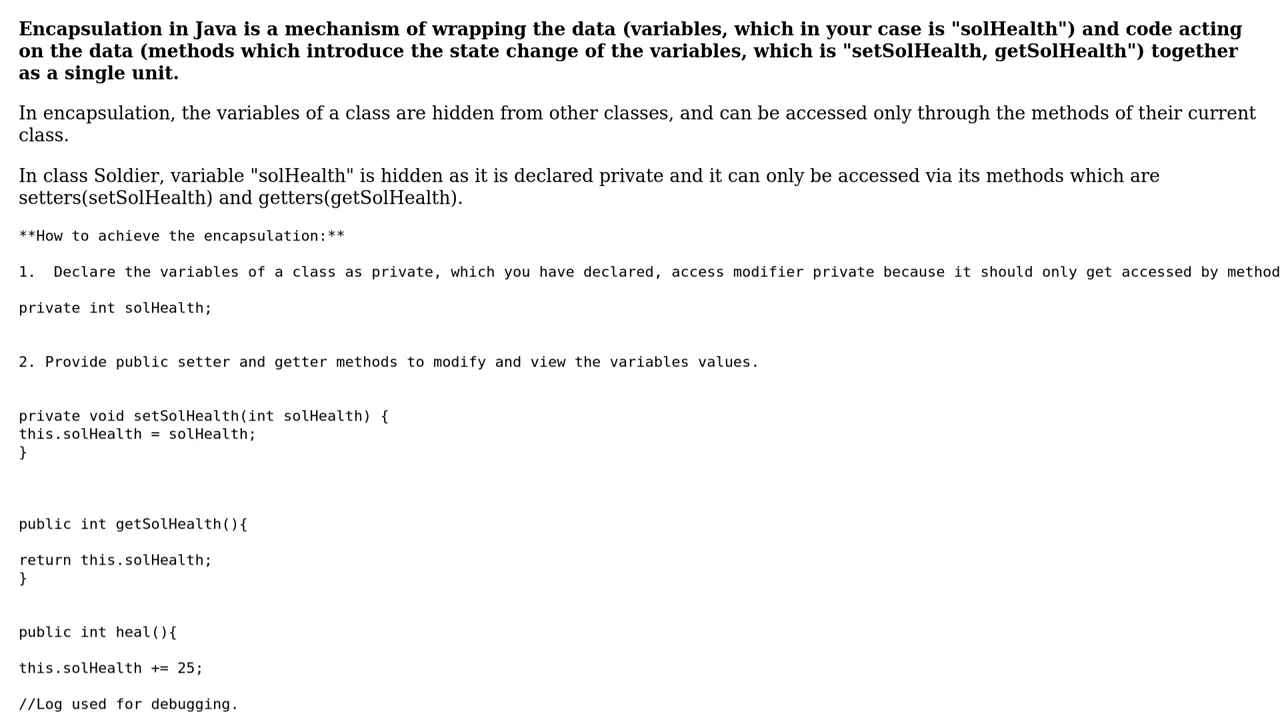 Encapsulation in Java is a mechanism of wrapping the data (variables, which in your case is "solHealth") and code acting
on the data (methods which introduce the state change of the variables, which is "setSolHealth, getSolHealth") together
as a single unit.
In encapsulation, the variables of a class are hidden from other classes, and can be accessed only through the methods of their current
class.
In class Soldier, variable "solHealth" is hidden as it is declared private and it can only be accessed via its methods which are
setters(setSolHealth) and getters(getSolHealth).
**How to achieve the encapsulation:**
1.  Declare the variables of a class as private, which you have declared, access modifier private because it should only get accessed by method
private int solHealth;
2. Provide public setter and getter methods to modify and view the variables values.
private void setSolHealth(int solHealth) {
this.solHealth = solHealth;
}
public int getSolHealth(){
return this.solHealth;
}
public int heal(){
this.solHealth += 25;
//Log used for debugging.